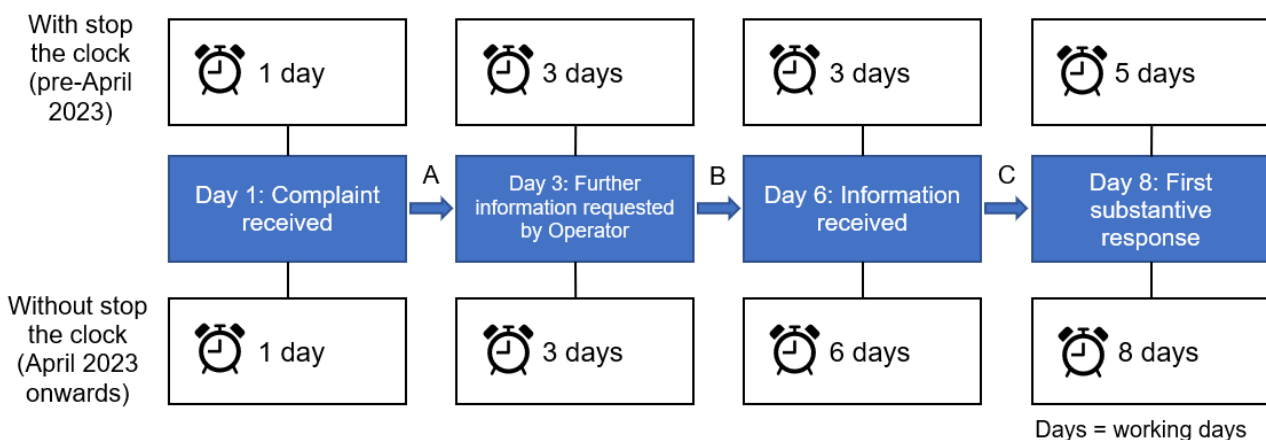 With stop
the clock
(pre-April
2023)
1 day
3 days
3 days
5 days
Day 1: Complaint
received
A
Day 3: Further
information requested
by Operator
B
Day 6: Information
received
C
Day 8: First
substantive
response
Without stop
the clock
(April 2023
onwards)
1 day
3 days
6 days
8 days
Days = working days